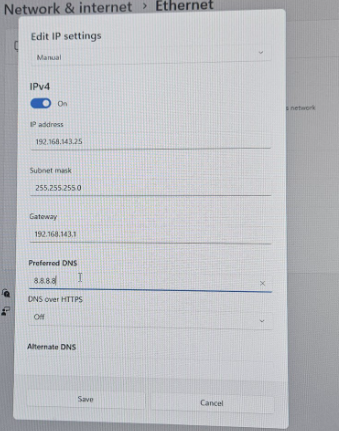 Network & internet > Ethernet
Edit IP settings
Manual
IPv4
On
IP address
192.168.143.25
Subnet mask
255.255.255.0
Gateway
192.168.143.1
Preferred DNS
8.8.8.8
DNS over HTTPS
Off
Alternate DNS
Save
Cancel
network